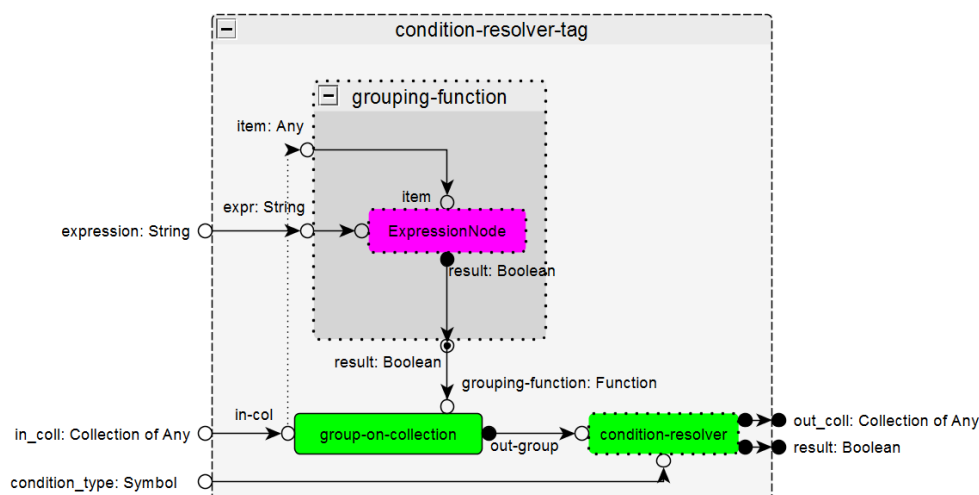 condition-resolver-tag
grouping-function
item: Any
item
expr: String
expression: String
ExpressionNode
result: Boolean
result: Boolean
grouping-function: Function
in-col
in_coll: Collection of Any
group-on-collection
out-group
condition-resolver
out_coll: Collection of Any
result: Boolean
condition_type: Symbol